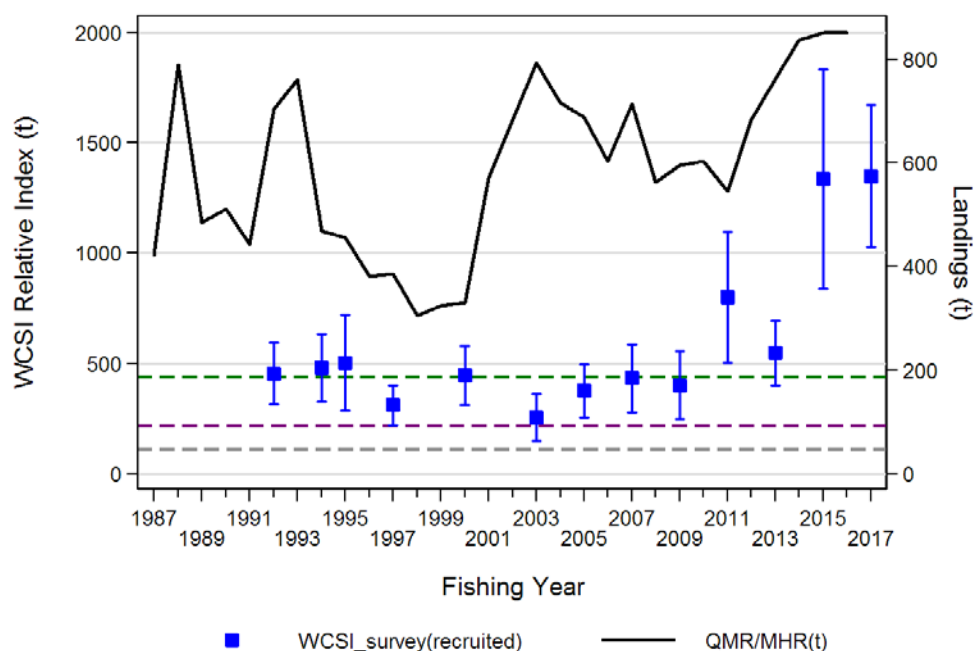 2000
1500
1000
500
0
WCSI Relative Index (t)
800
600
400
200
0
Landings (t)
1987 1991 1995 1999 2003 2007 2011 2015
1989 1993 1997 2001 2005 2009 2013 2017
Fishing Year
WCSI_survey(recruited) QMR/MHR(t)